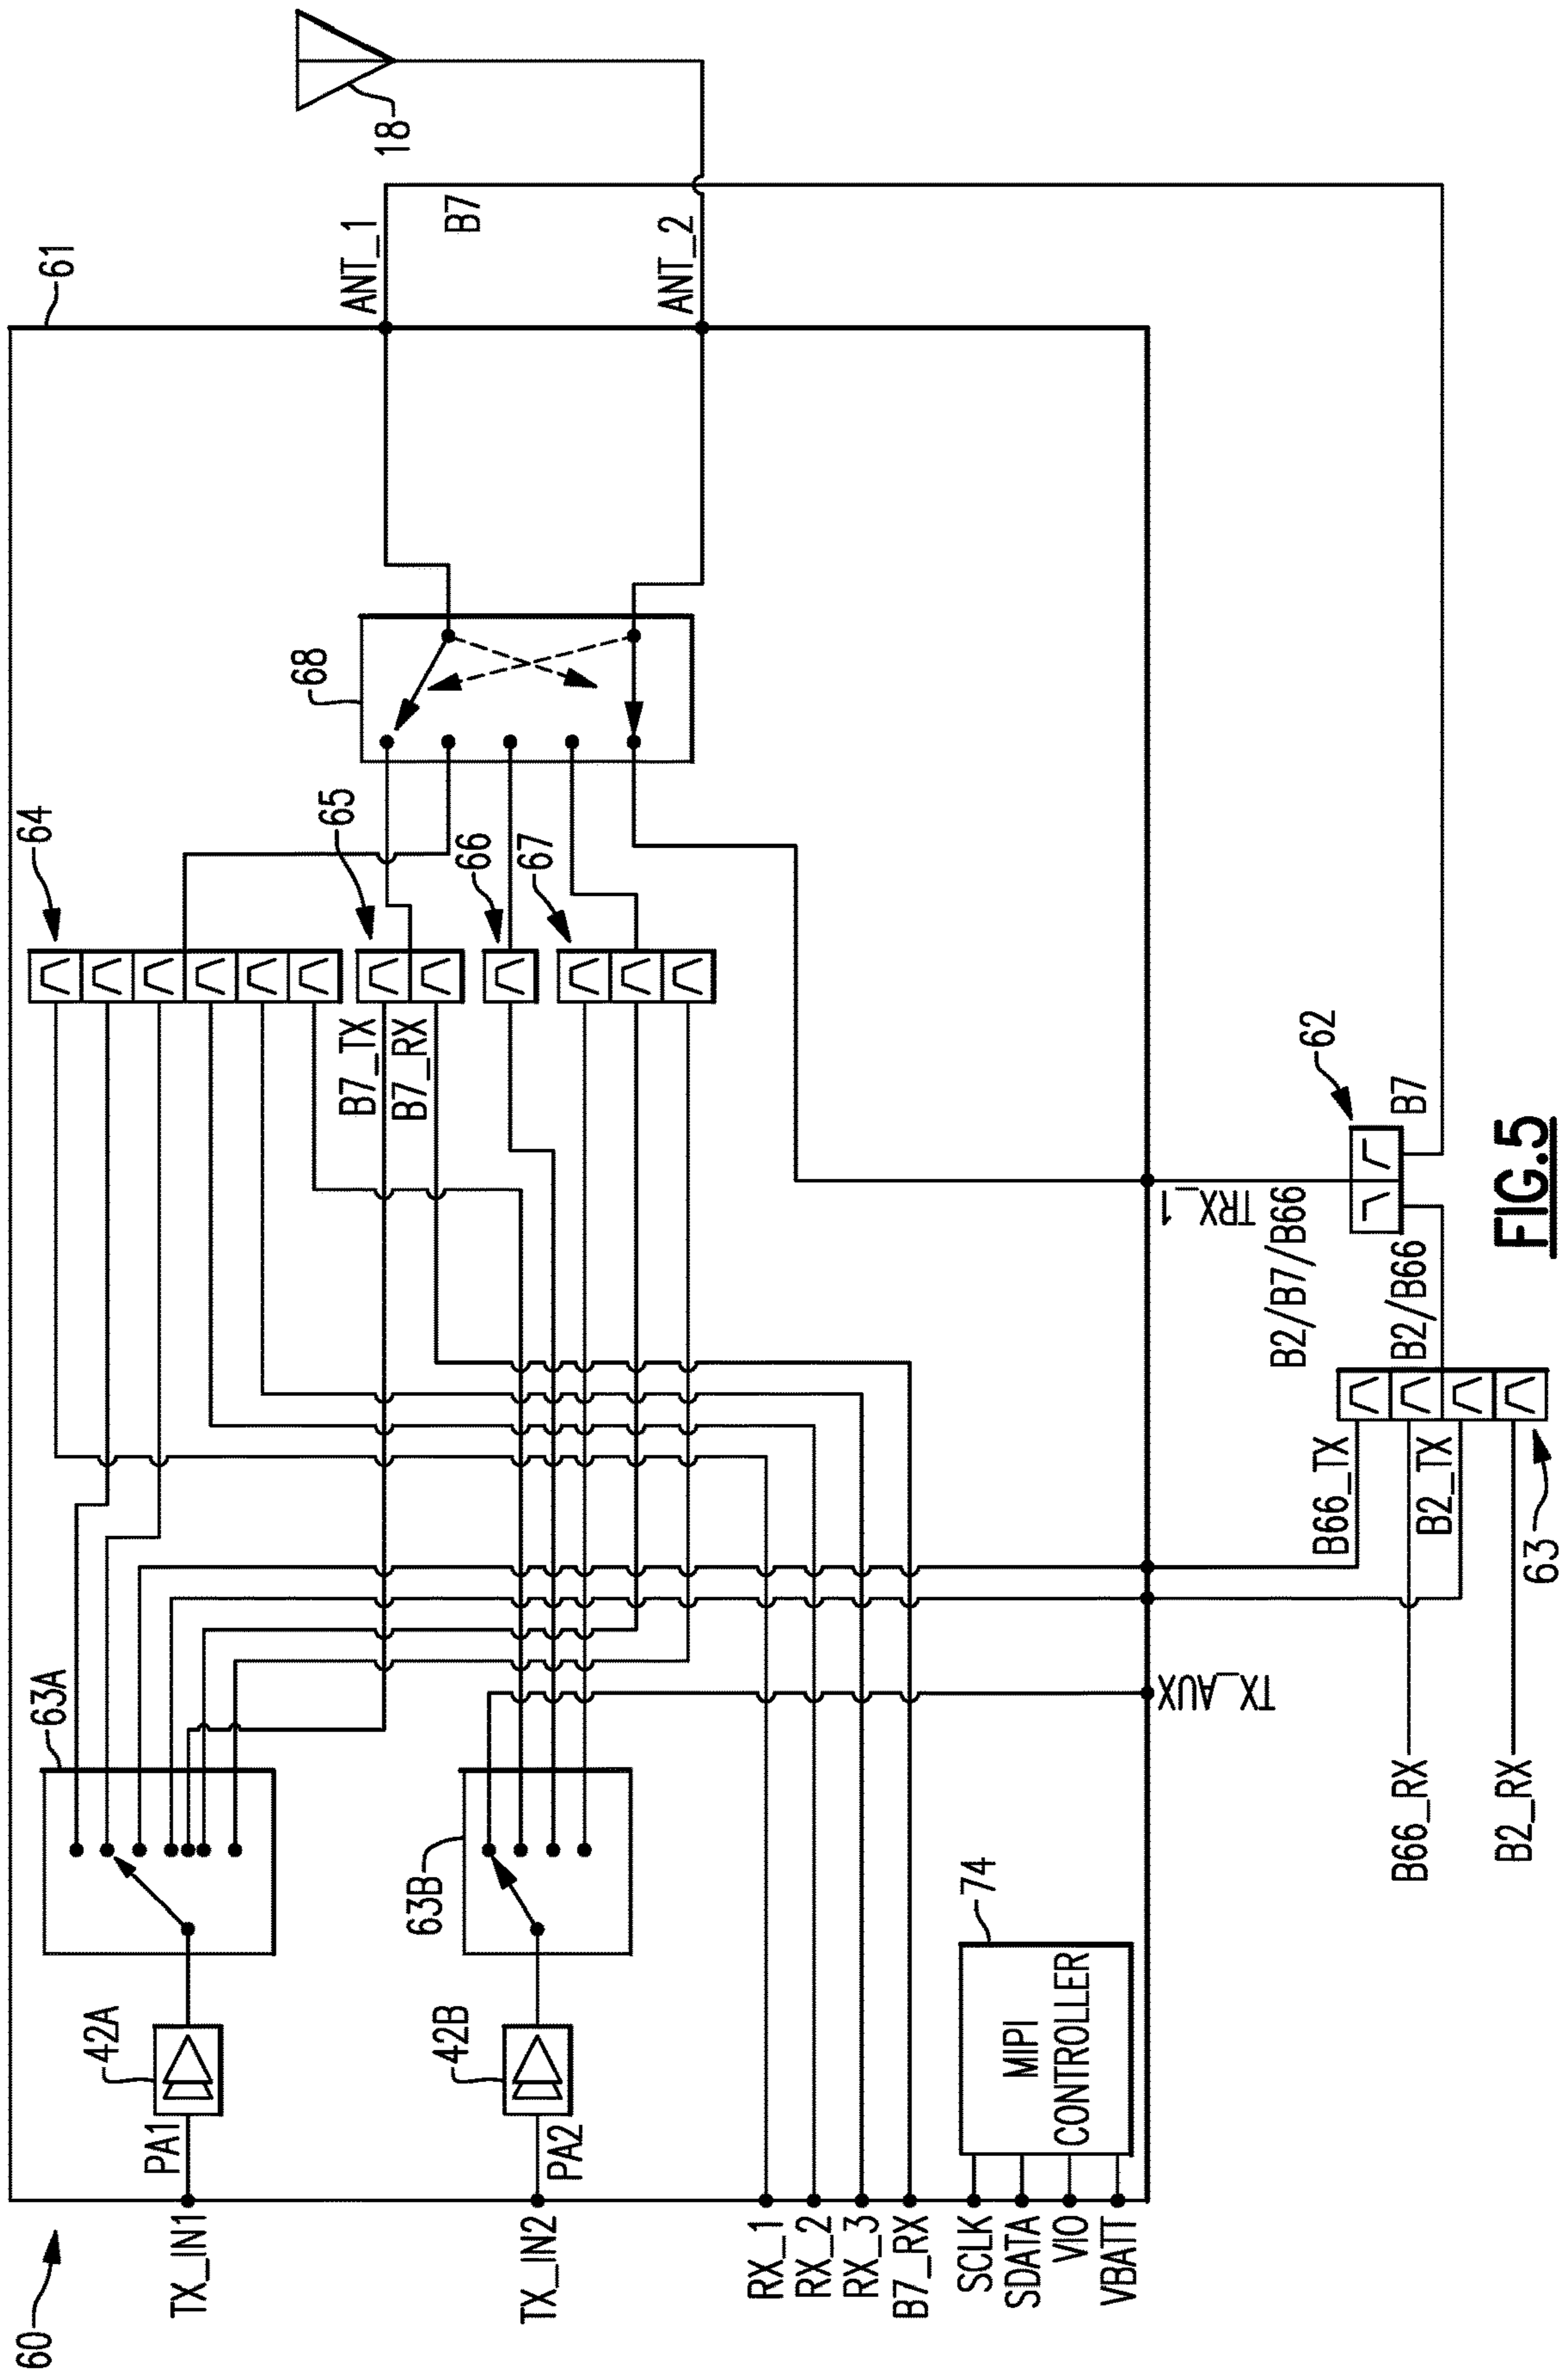 60
61
63A
64
TX_IN1
PA1
42A
B7_TX
B7_RX
65
68
ANT_1
18
B7
TX_IN2
PA2
42B
63B
66
67
ANT_2
RX_1
RX_2
RX_3
B7_RX
SCLK
SDATA
VIO
VBATT
MIPI
CONTROLLER
74
TX_AUX
TRX_1
B2/B7/B66
62
B66_TX
B66_RX
B2/B66
B7
B2_TX
B2_RX
63
FIG.5